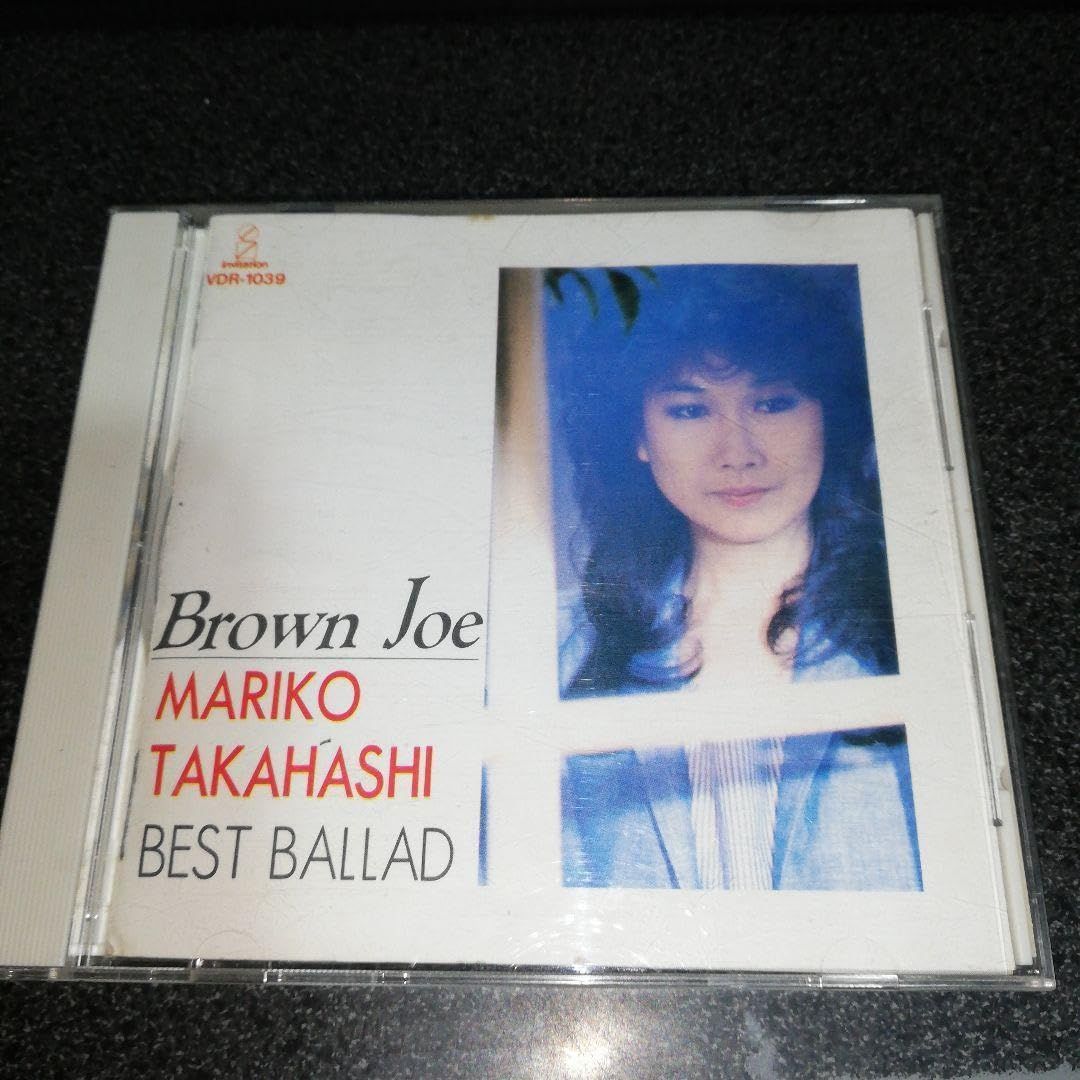 invitation
VDR-1039
Brown Joe
MARIKO
TAKAHASHI
BEST BALLAD